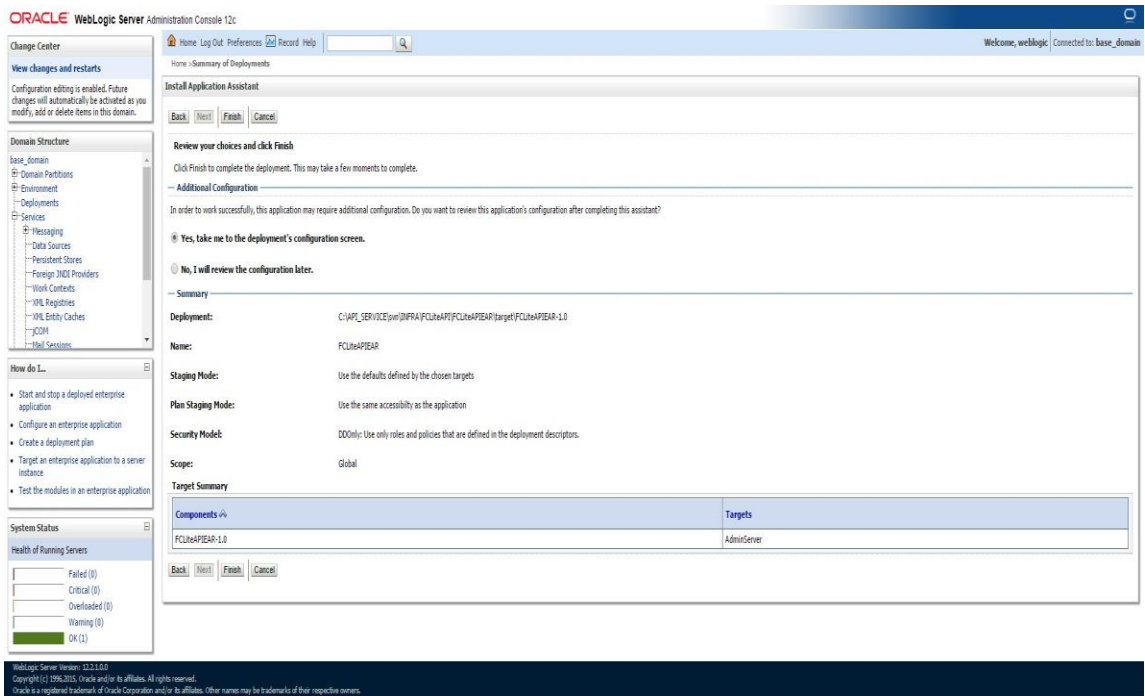 ORACLE WebLogic Server Administration Console 12c
Change Center
View changes and restarts
Configuration editing is enabled. Future
changes will automatically be activated as you
modify, add or delete items in this domain.
Domain Structure
base_domain
Domain Partitions
Environment
Deployments
Services
Messaging
Data Sources
Persistent Stores
Foreign JNDI Providers
Work Contexts
XML Registries
XML Entity Caches
jCOM
Mail Sessions
How do I...
Start and stop a deployed enterprise
application
Configure an enterprise application
Create a deployment plan
Target an enterprise application to a server
instance
Test the modules in an enterprise application
System Status
Health of Running Servers
Failed (0)
Critical (0)
Overloaded (0)
Warning (0)
OK (1)
Home Log Out Preferences Record Help
Welcome, weblogic Connected to: base_domain
Home >Summary of Deployments
Install Application Assistant
Back Next Finish Cancel
Review your choices and click Finish
Click Finish to complete the deployment. This may take a few moments to complete.
Additional Configuration
In order to work successfully, this application may require additional configuration. Do you want to review this application's configuration after completing this assistant?
Yes, take me to the deployment's configuration screen.
No, I will review the configuration later.
Summary
Deployment: C:\API_SERVICE\svn\INFRA\FCLiteAPI\FCLiteAPIEAR\target\FCLiteAPIEAR-1.0
Name: FCLiteAPIEAR
Staging Mode: Use the defaults defined by the chosen targets
Plan Staging Mode: Use the same accessibilty as the application
Security Model: DDOnly: Use only roles and policies that are defined in the deployment descriptors.
Scope: Global
Target Summary
Components Targets
FCLiteAPIEAR-1.0 AdminServer
Back Next Finish Cancel
WebLogic Server Version: 12.2.1.0.0
Copyright (c) 1996,2015, Oracle and/or its affiliates. All rights reserved.
Oracle is a registered trademark of Oracle Corporation and/or its affiliates. Other names may be trademarks of their respective owners.